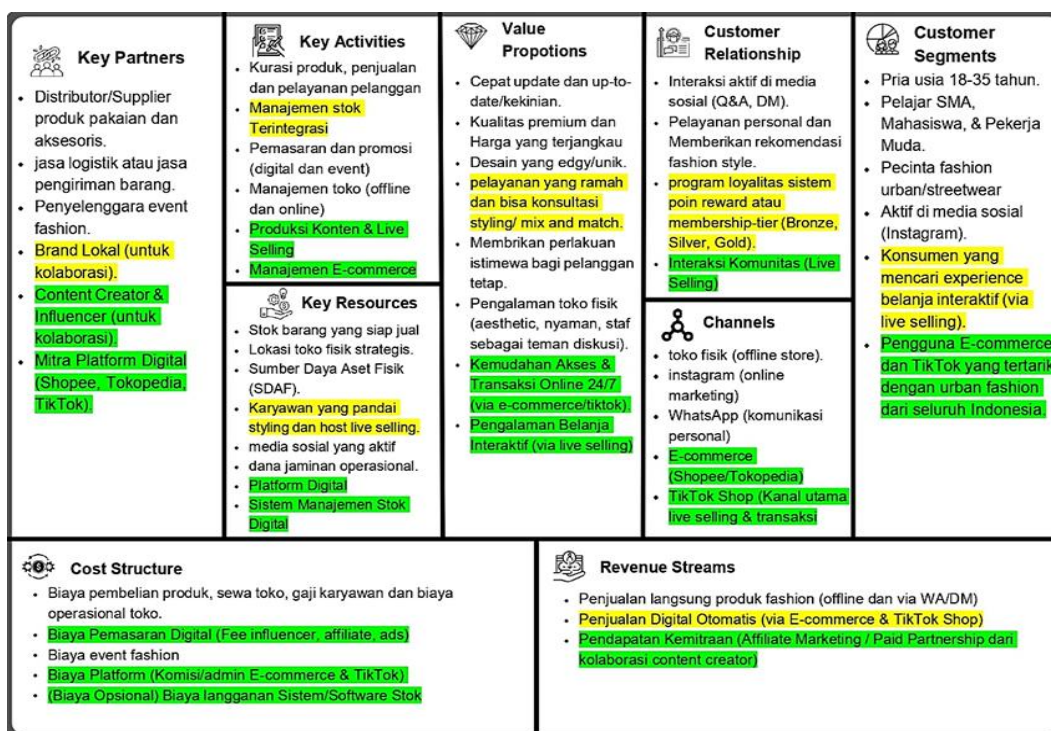 Key Partners
Distributor/Supplier
produk pakaian dan
aksesoris.
jasa logistik atau jasa
pengiriman barang.
Penyelenggara event
fashion.
Brand Lokal (untuk
kolaborasi).
Content Creator &
Influencer (untuk
kolaborasi).
Mitra Platform Digital
(Shopee, Tokopedia,
TikTok).
Key Activities
Kurasi produk, penjualan
dan pelayanan pelanggan
Manajemen stok
Terintegrasi
Pemasaran dan promosi
(digital dan event)
Manajemen toko (offline
dan online)
Produksi Konten & Live
Selling
Manajemen E-commerce
Key Resources
Stok barang yang siap jual
Lokasi toko fisik strategis.
Sumber Daya Aset Fisik
(SDAF).
Karyawan yang pandai
styling dan host live selling.
media sosial yang aktif
dana jaminan operasional.
Platform Digital
Sistem Manajemen Stok
Digital
Value
Propotions
Cepat update dan up-to-
date/kekinian.
Kualitas premium dan
Harga yang terjangkau
Desain yang edgy/unik.
pelayanan yang ramah
dan bisa konsultasi
styling/ mix and match.
Membrikan perlakuan
istimewa bagi pelanggan
tetap.
Pengalaman toko fisik
(aesthetic, nyaman, staf
sebagai teman diskusi).
Kemudahan Akses &
Transaksi Online 24/7
(via e-commerce/tiktok).
Pengalaman Belanja
Interaktif (via live selling)
Customer
Relationship
Interaksi aktif di media
sosial (Q&A, DM).
Pelayanan personal dan
Memberikan rekomendasi
fashion style.
program loyalitas sistem
poin reward atau
membership-tier (Bronze,
Silver, Gold).
Interaksi Komunitas (Live
Selling)
Channels
toko fisik (offline store).
instagram (online
marketing)
WhatsApp (komunikasi
personal)
E-commerce
(Shopee/Tokopedia)
TikTok Shop (Kanal utama
live selling & transaksi
Customer
Segments
Pria usia 18-35 tahun.
Pelajar SMA,
Mahasiswa, & Pekerja
Muda.
Pecinta fashion
urban/streetwear
Aktif di media sosial
(Instagram).
Konsumen yang
mencari experience
belanja interaktif (via
live selling).
Pengguna E-commerce
dan TikTok yang tertarik
dengan urban fashion
dari seluruh Indonesia.
Cost Structure
Biaya pembelian produk, sewa toko, gaji karyawan dan biaya
operasional toko.
Biaya Pemasaran Digital (Fee influencer, affiliate, ads)
Biaya event fashion
Biaya Platform (Komisi/admin E-commerce & TikTok)
(Biaya Opsional) Biaya langganan Sistem/Software Stok
Revenue Streams
Penjualan langsung produk fashion (offline dan via WA/DM)
Penjualan Digital Otomatis (via E-commerce & TikTok Shop)
Pendapatan Kemitraan (Affiliate Marketing / Paid Partnership dari
kolaborasi content creator)